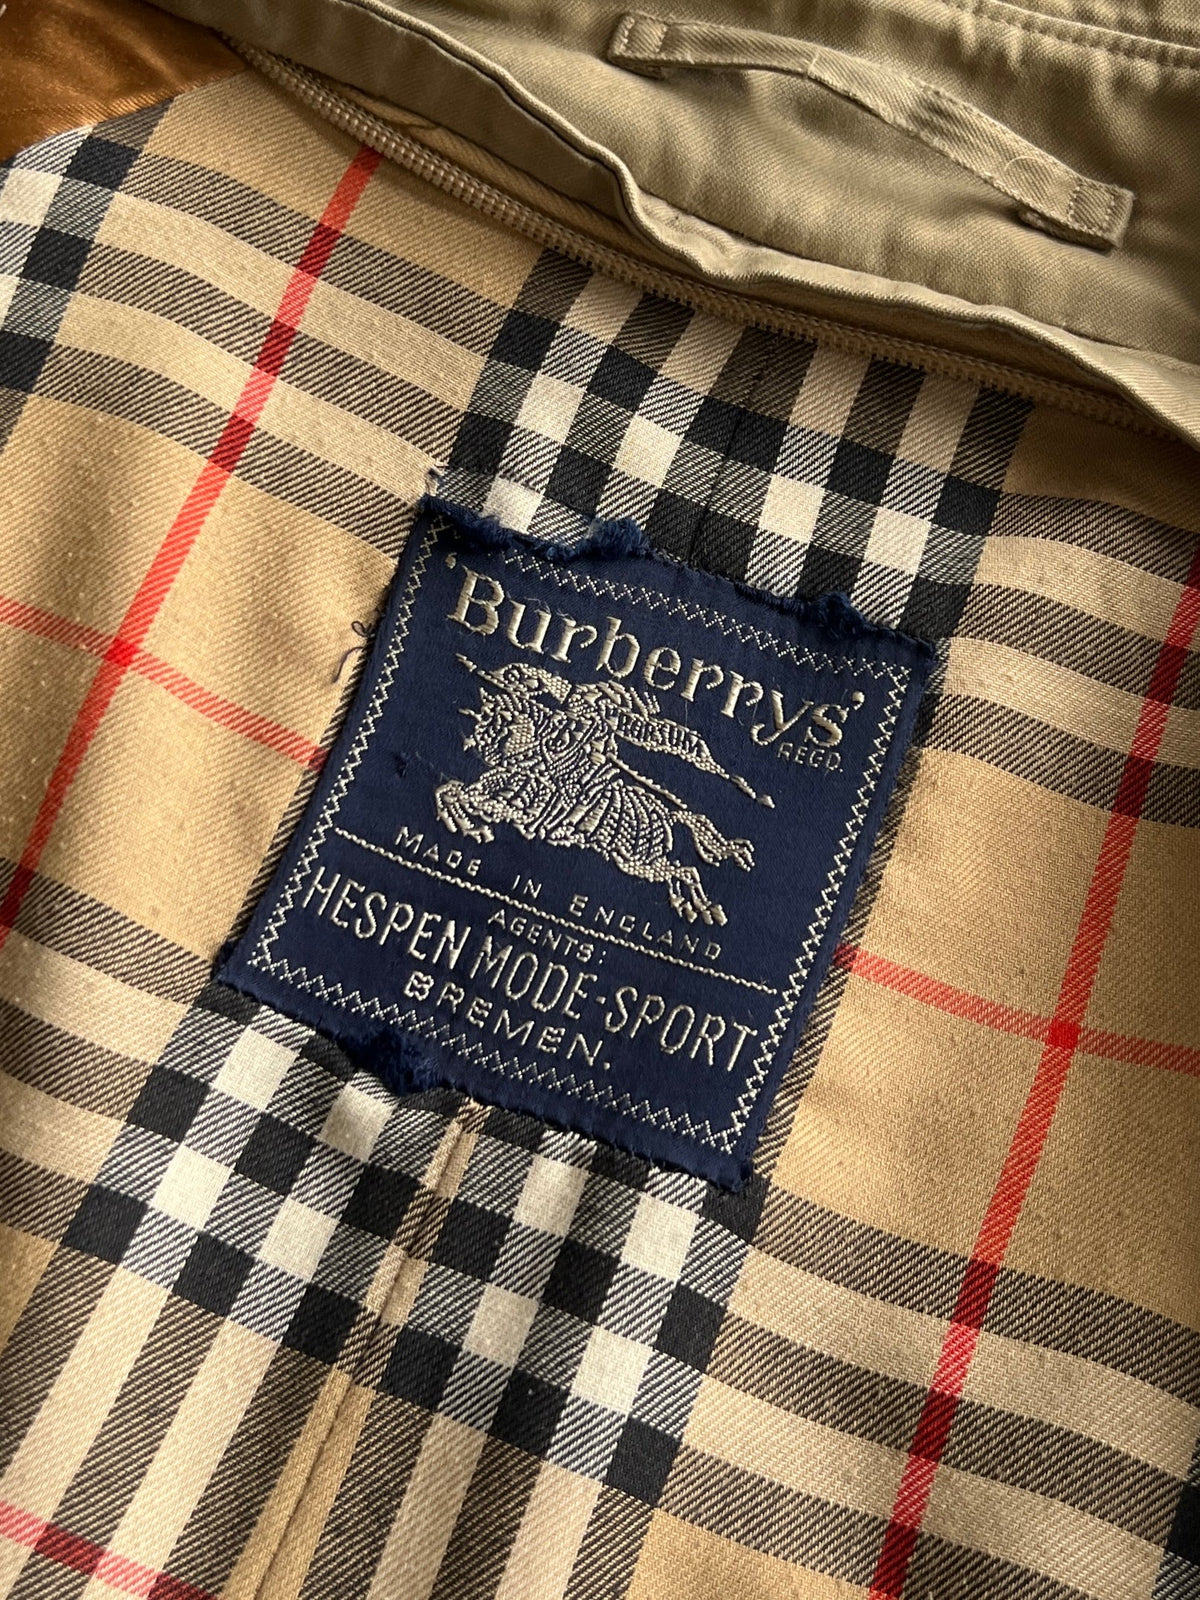 'Burberrys'
REGD.
PRORSUM
MADE IN ENGLAND
AGENTS:
HESPEN MODE-SPORT
BREMEN.